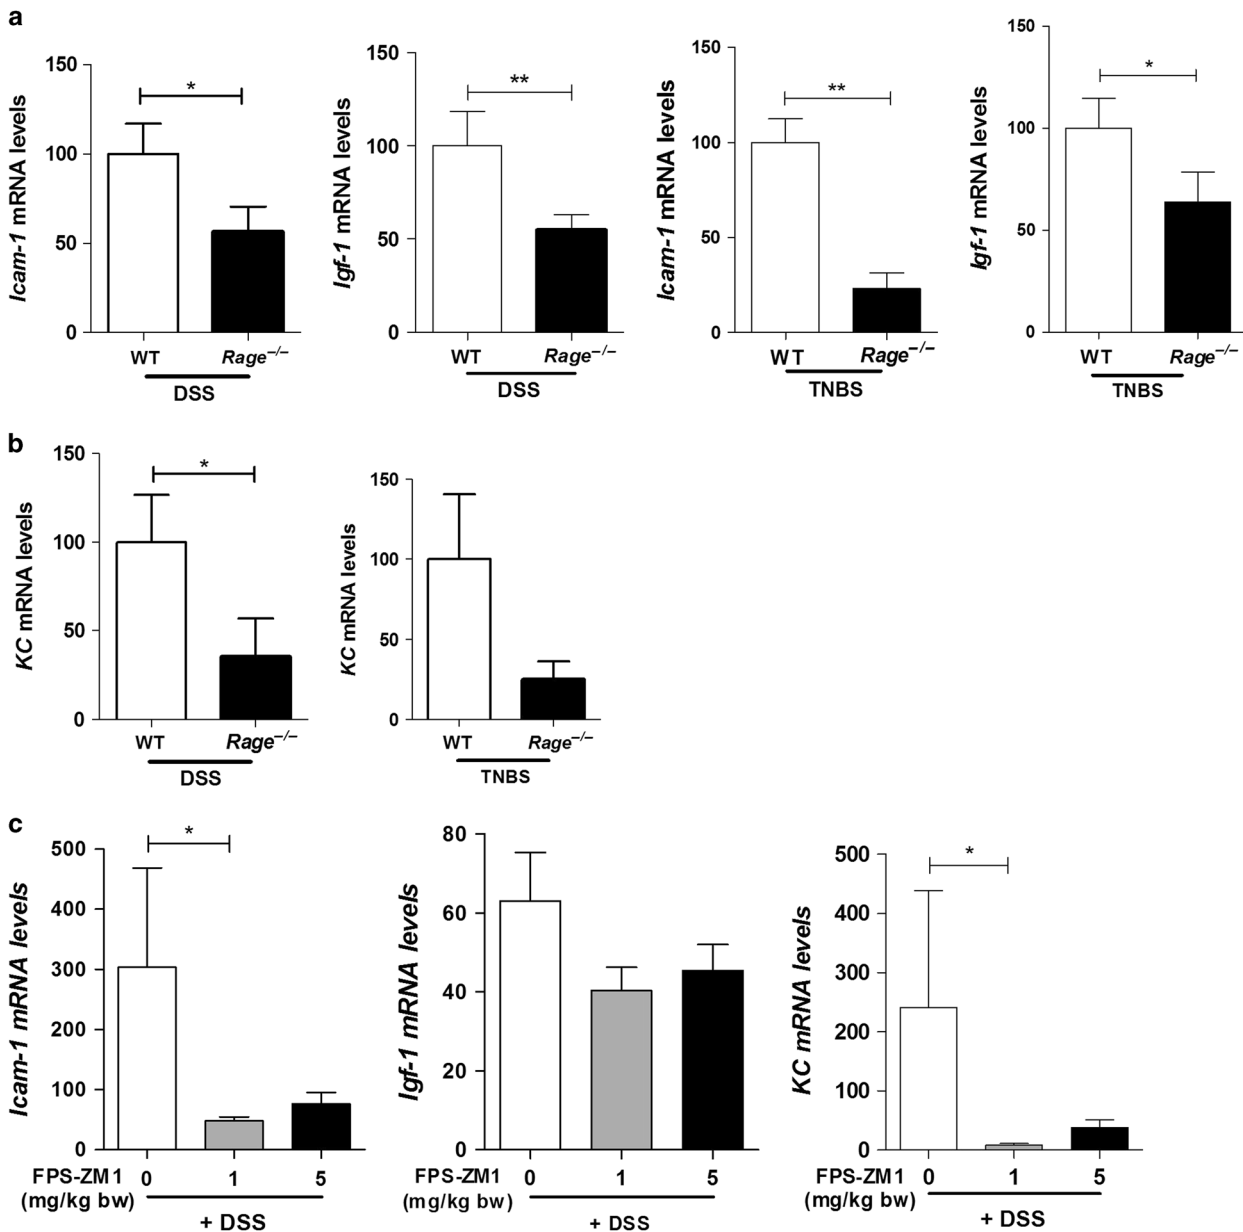 a
Icam-1 mRNA levels
150
100
50
0
*
WT Rage⁻/⁻
DSS
Igf-1 mRNA levels
150
100
50
0
**
WT Rage⁻/⁻
DSS
Icam-1 mRNA levels
150
100
50
0
**
WT Rage⁻/⁻
TNBS
Igf-1 mRNA levels
150
100
50
0
*
WT Rage⁻/⁻
TNBS
b
KC mRNA levels
150
100
50
0
*
WT Rage⁻/⁻
DSS
KC mRNA levels
150
100
50
0
WT Rage⁻/⁻
TNBS
c
Icam-1 mRNA levels
500
400
300
200
100
0
*
FPS-ZM1 0 1 5
(mg/kg bw)
+ DSS
Igf-1 mRNA levels
80
60
40
20
0
FPS-ZM1 0 1 5
(mg/kg bw)
+ DSS
KC mRNA levels
500
400
300
200
100
0
*
FPS-ZM1 0 1 5
(mg/kg bw)
+ DSS